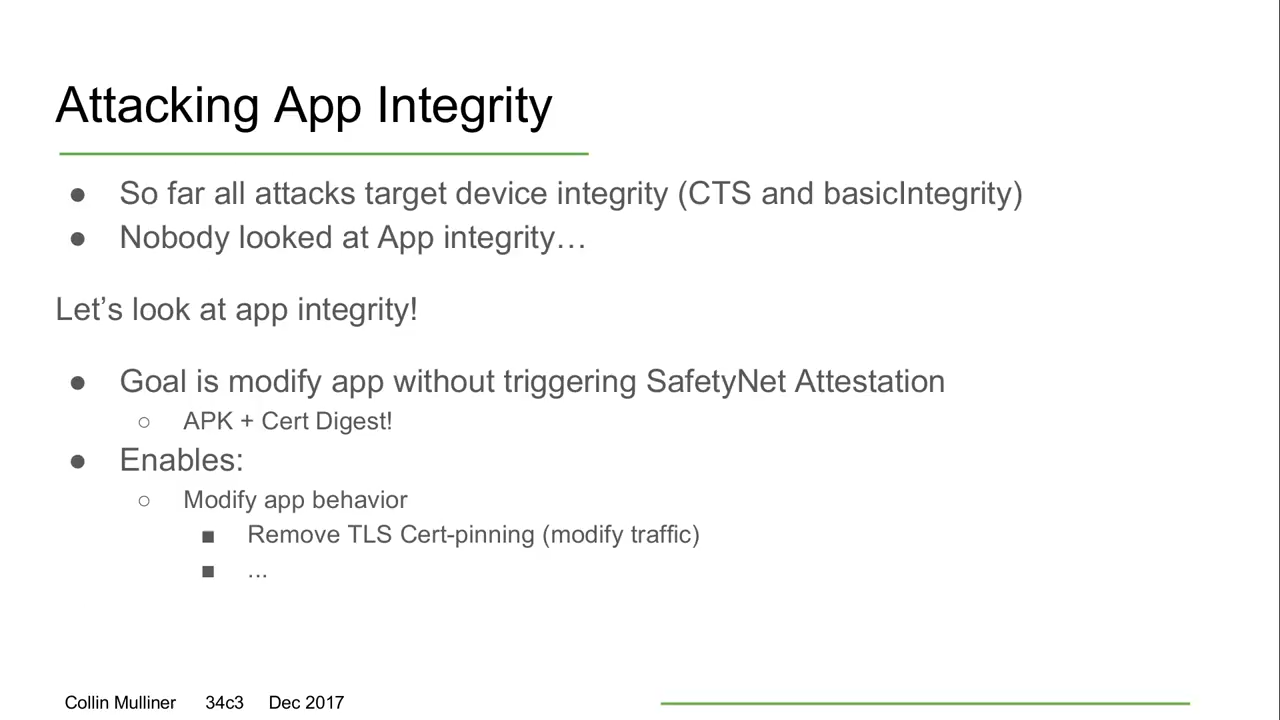 Attacking App Integrity
● So far all attacks target device integrity (CTS and basicIntegrity)
● Nobody looked at App integrity…
Let’s look at app integrity!
● Goal is modify app without triggering SafetyNet Attestation
○ APK + Cert Digest!
● Enables:
○ Modify app behavior
■ Remove TLS Cert-pinning (modify traffic)
■ ...
Collin Mulliner 34c3 Dec 2017